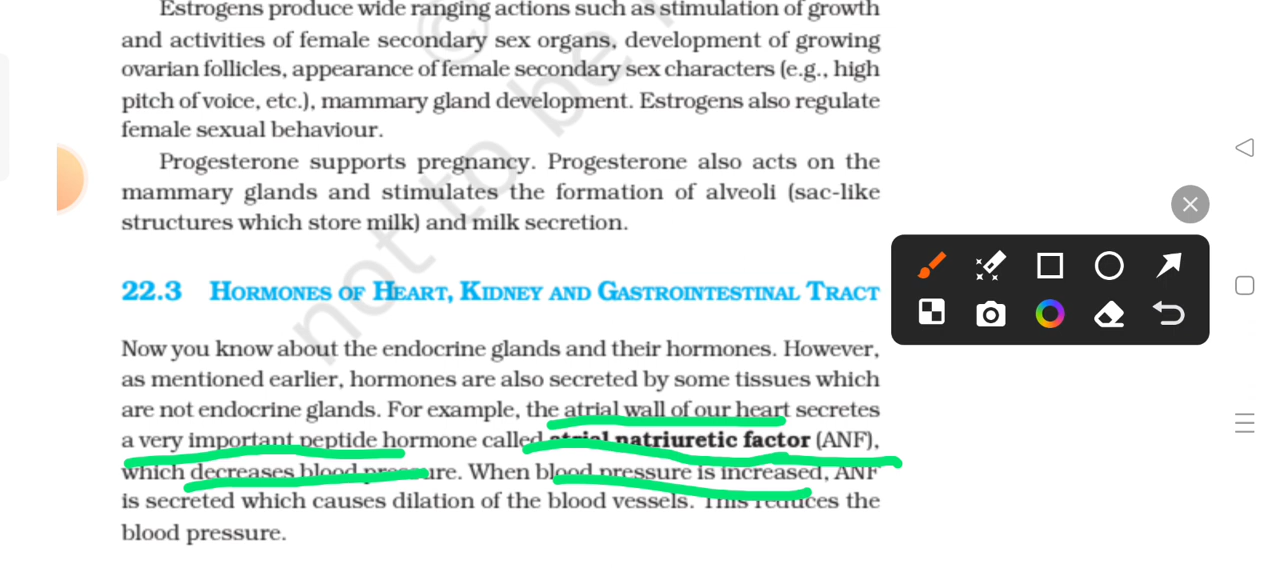 Estrogens produce wide ranging actions such as stimulation of growth
and activities of female secondary sex organs, development of growing
ovarian follicles, appearance of female secondary sex characters (e.g., high
pitch of voice, etc.), mammary gland development. Estrogens also regulate
female sexual behaviour.
Progesterone supports pregnancy. Progesterone also acts on the
mammary glands and stimulates the formation of alveoli (sac-like
structures which store milk) and milk secretion.
22.3 HORMONES OF HEART, KIDNEY AND GASTROINTESTINAL TRACT
Now you know about the endocrine glands and their hormones. However,
as mentioned earlier, hormones are also secreted by some tissues which
are not endocrine glands. For example, the atrial wall of our heart secretes
a very important peptide hormone called atrial natriuretic factor (ANF),
which decreases blood pressure. When blood pressure is increased, ANF
is secreted which causes dilation of the blood vessels. This reduces the
blood pressure.
©
not to be